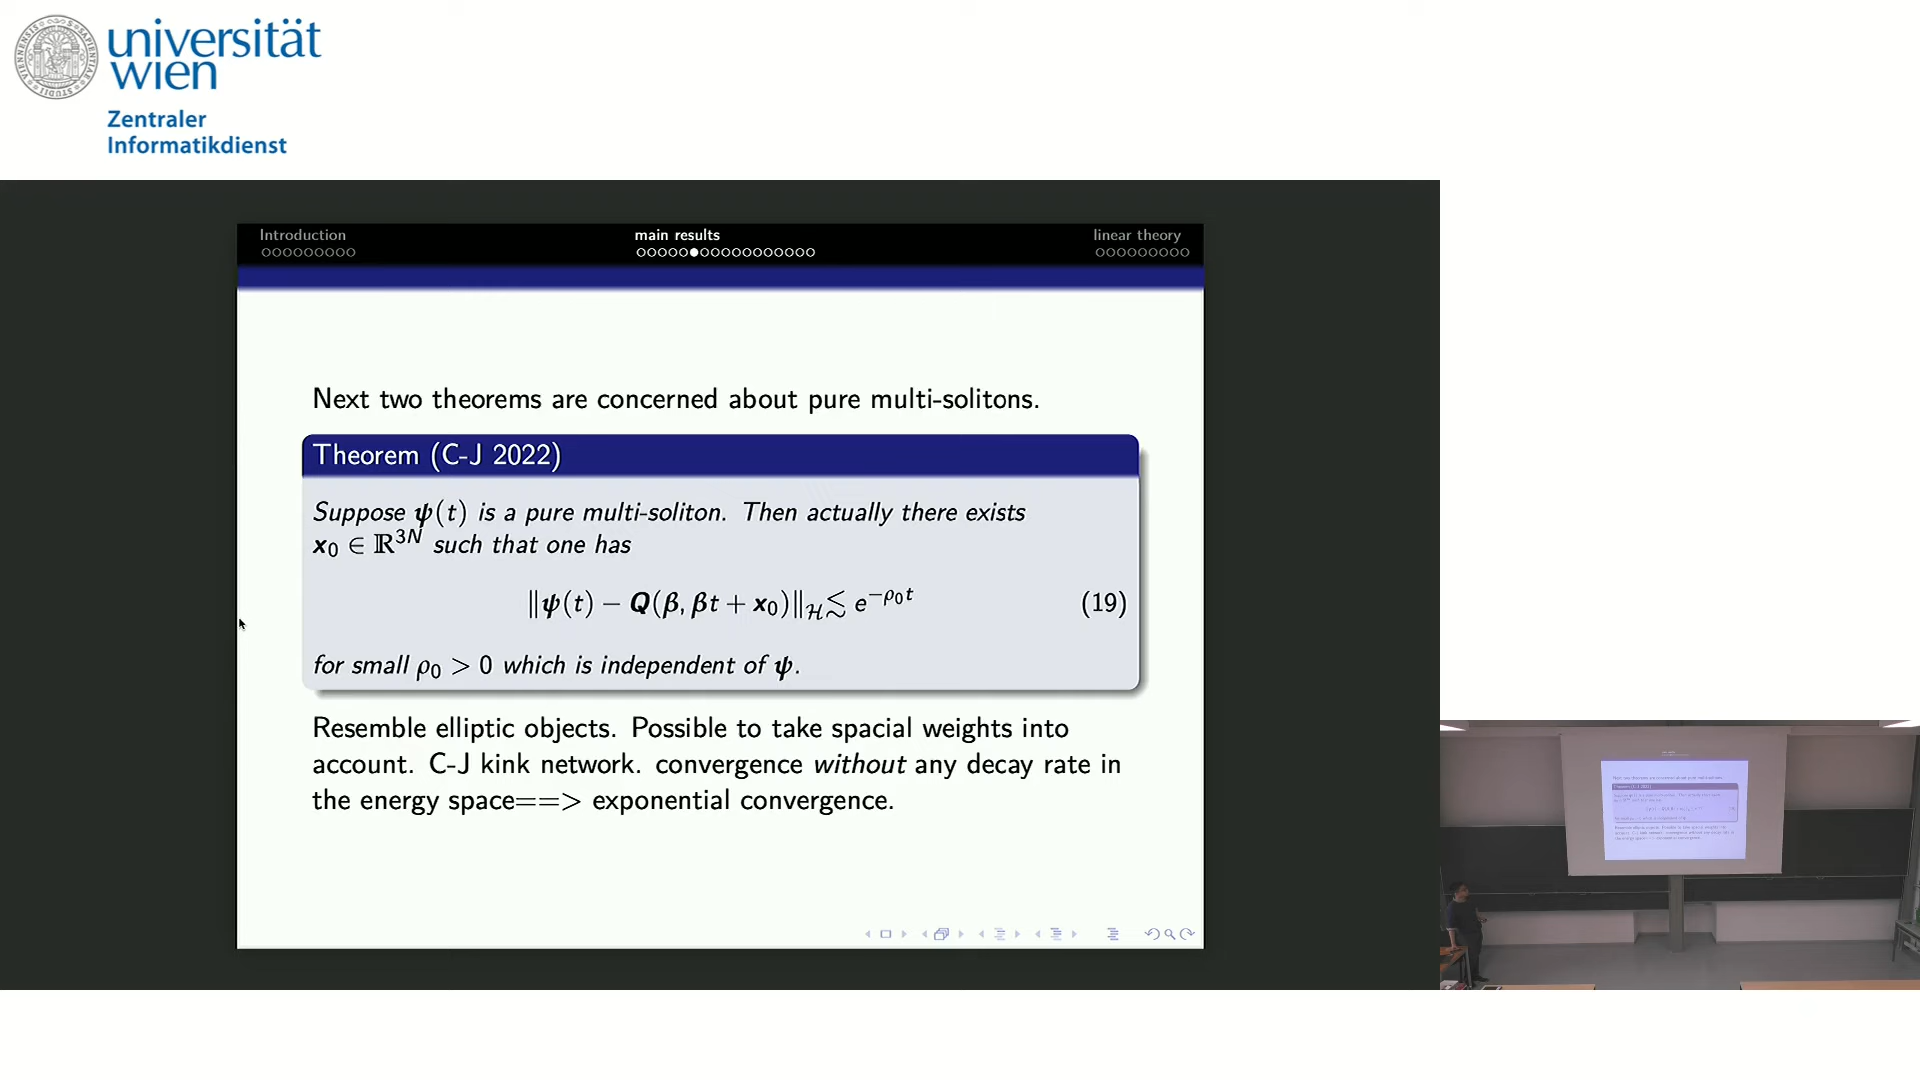 universität
wien
Zentraler
Informatikdienst
Introduction
main results
linear theory
Next two theorems are concerned about pure multi-solitons.
Theorem (C-J 2022)
Suppose ψ(t) is a pure multi-soliton. Then actually there exists
x₀ ∈ ℝ³ᴺ such that one has
‖ψ(t) − Q(β, βt + x₀)‖_ℋ ≲ e^{−ρ₀t} (19)
for small ρ₀ > 0 which is independent of ψ.
Resemble elliptic objects. Possible to take spacial weights into
account. C-J kink network. convergence without any decay rate in
the energy space==> exponential convergence.